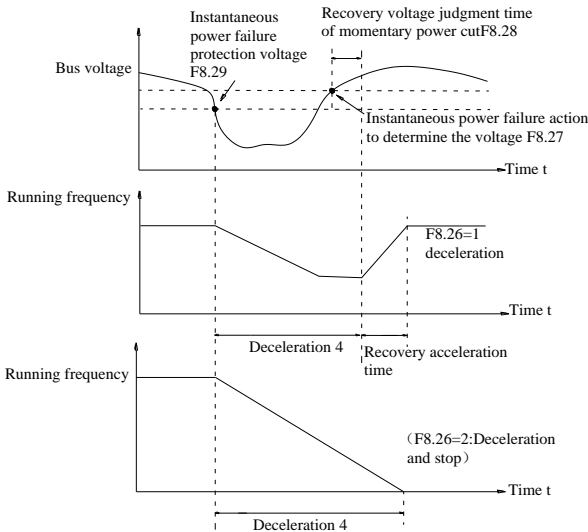 Instantaneous
power failure
protection voltage
F8.29
Recovery voltage judgment time
of momentary power cutF8.28
Bus voltage
Instantaneous power failure action
to determine the voltage F8.27
Time t
Running frequency
F8.26=1
deceleration
Time t
Deceleration 4
Recovery acceleration
time
Running frequency
（F8.26=2:Deceleration
and stop）
Time t
Deceleration 4